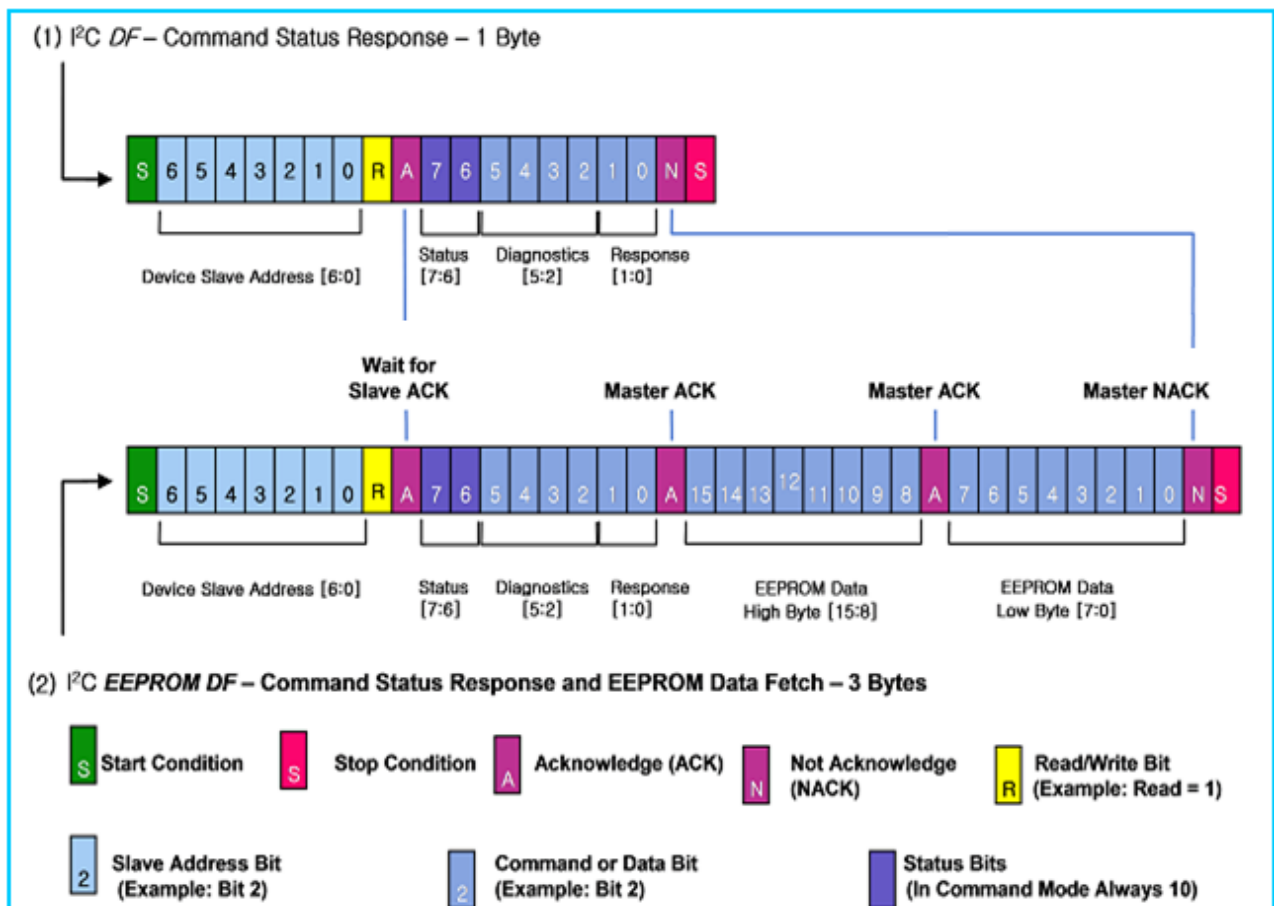 (1) I²C DF – Command Status Response – 1 Byte
S 6 5 4 3 2 1 0 R A 7 6 5 4 3 2 1 0 N S
Device Slave Address [6:0]
Status
[7:6]
Diagnostics
[5:2]
Response
[1:0]
Wait for
Slave ACK
Master ACK
Master ACK
Master NACK
S 6 5 4 3 2 1 0 R A 7 6 5 4 3 2 1 0 A 15 14 13 12 11 10 9 8 A 7 6 5 4 3 2 1 0 N S
Device Slave Address [6:0]
Status
[7:6]
Diagnostics
[5:2]
Response
[1:0]
EEPROM Data
High Byte [15:8]
EEPROM Data
Low Byte [7:0]
(2) I²C EEPROM DF – Command Status Response and EEPROM Data Fetch – 3 Bytes
S Start Condition
S Stop Condition
A Acknowledge (ACK)
N Not Acknowledge
(NACK)
R Read/Write Bit
(Example: Read = 1)
2 Slave Address Bit
(Example: Bit 2)
2 Command or Data Bit
(Example: Bit 2)
Status Bits
(In Command Mode Always 10)